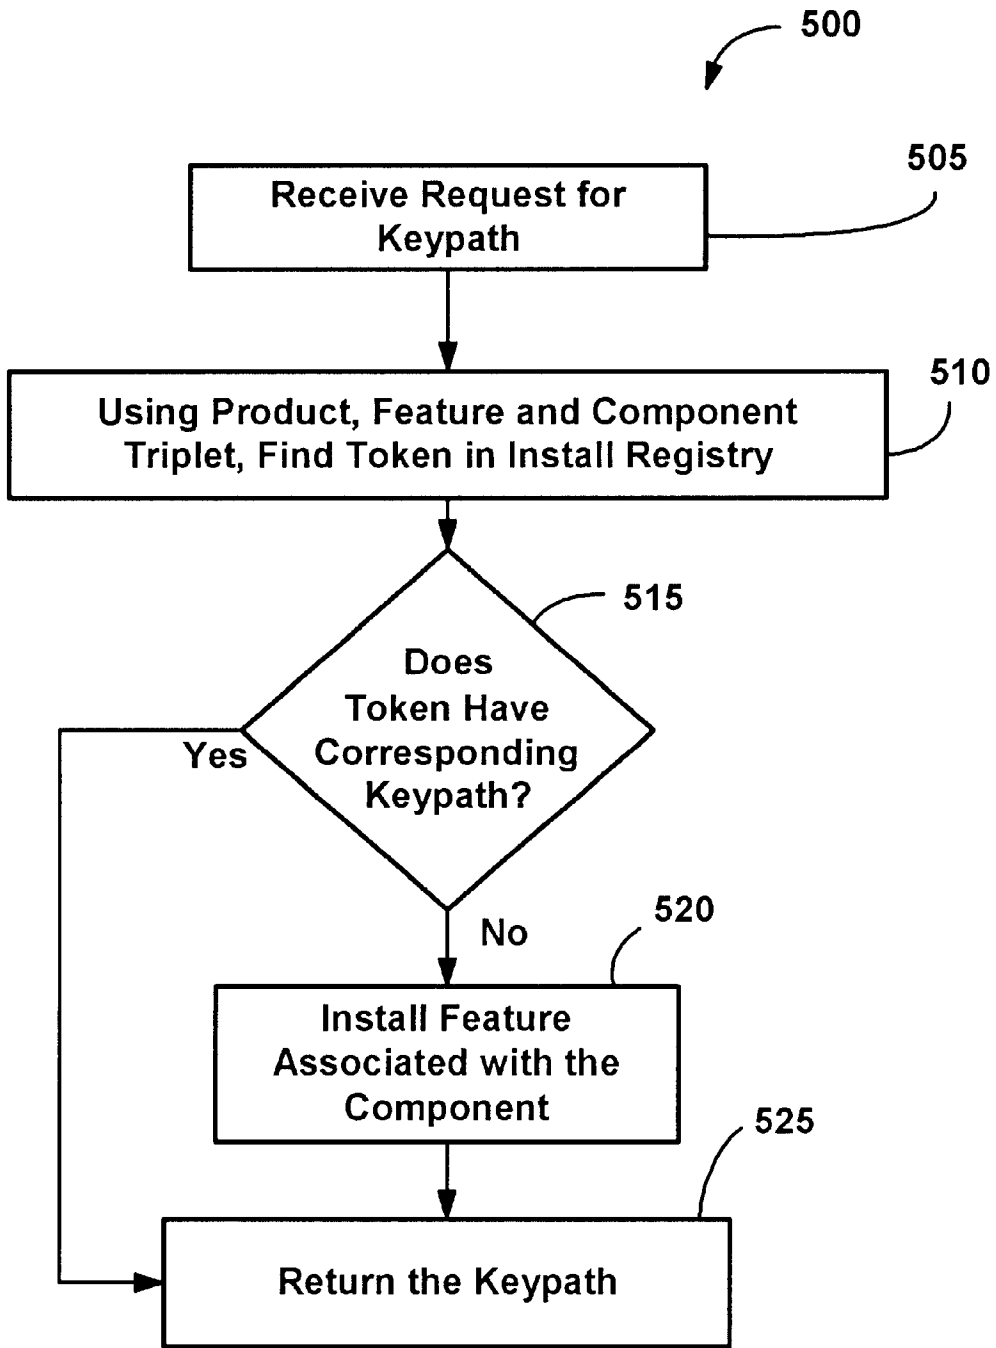 500
505
Receive Request for
Keypath
510
Using Product, Feature and Component
Triplet, Find Token in Install Registry
515
Does
Token Have
Corresponding
Keypath?
Yes
No
520
Install Feature
Associated with the
Component
525
Return the Keypath